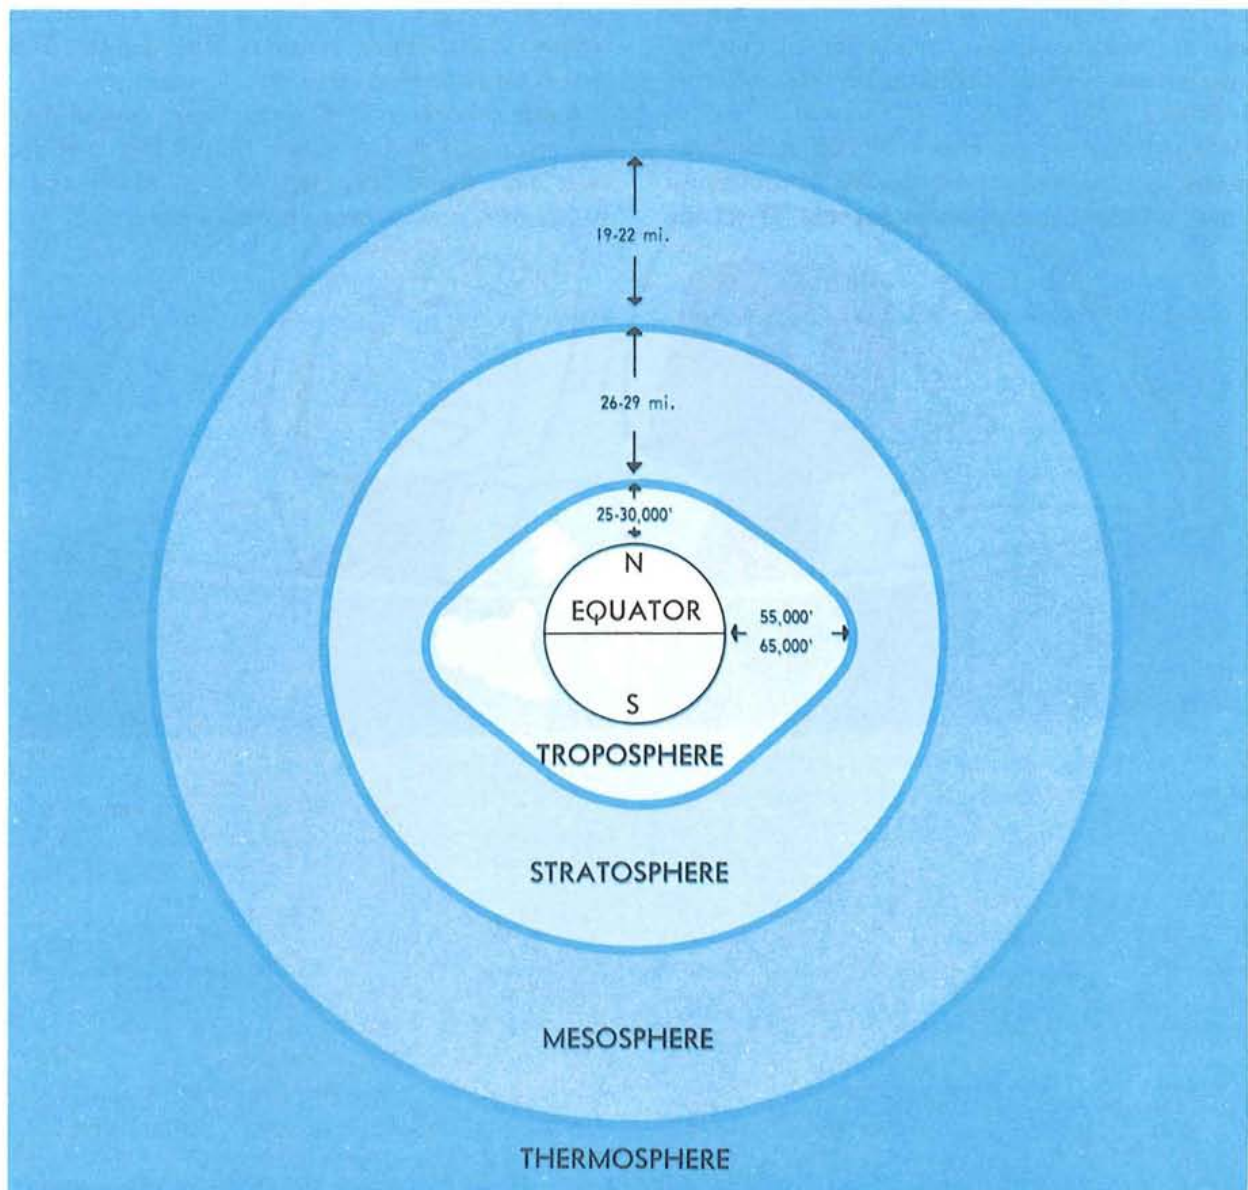 19-22 mi.
26-29 mi.
25-30,000'
N
EQUATOR
55,000'
65,000'
S
TROPOSPHERE
STRATOSPHERE
MESOSPHERE
THERMOSPHERE